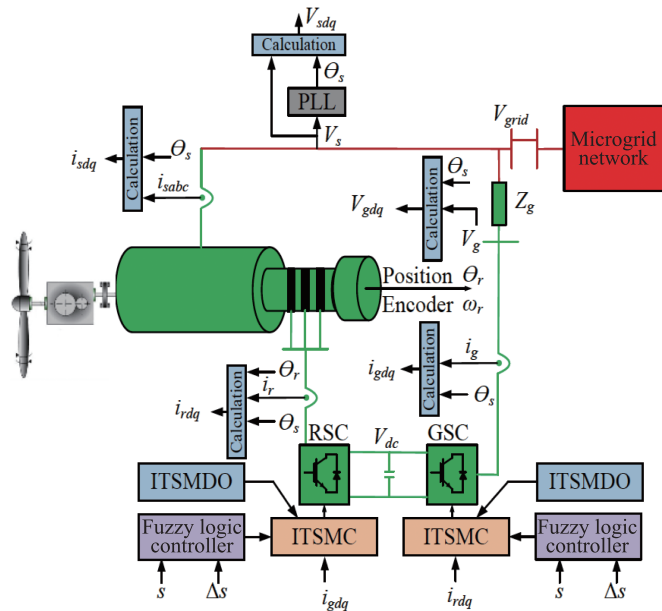 V_sdq
Calculation
Θ_s
PLL
V_s
V_grid
Microgrid
network
Calculation
Θ_s
i_sdq
i_sabc
Calculation
Θ_s
V_gdq
V_g
Z_g
Position Θ_r
Encoder ω_r
Calculation
i_g
i_gdq
Θ_s
Calculation
Θ_r
i_r
i_rdq
Θ_s
RSC
V_dc
GSC
ITSMDO
ITSMDO
Fuzzy logic
controller
ITSMC
ITSMC
Fuzzy logic
controller
s
Δs
i_gdq
i_rdq
s
Δs